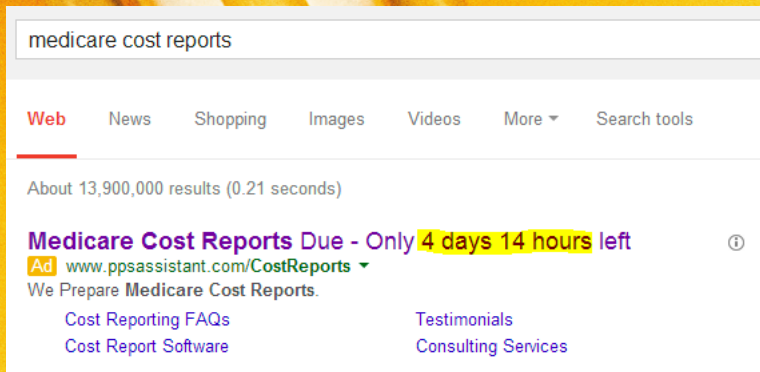 medicare cost reports
Web News Shopping Images Videos More Search tools
About 13,900,000 results (0.21 seconds)
Medicare Cost Reports Due - Only 4 days 14 hours left
Ad www.ppsassistant.com/CostReports
We Prepare Medicare Cost Reports.
Cost Reporting FAQs Testimonials
Cost Report Software Consulting Services